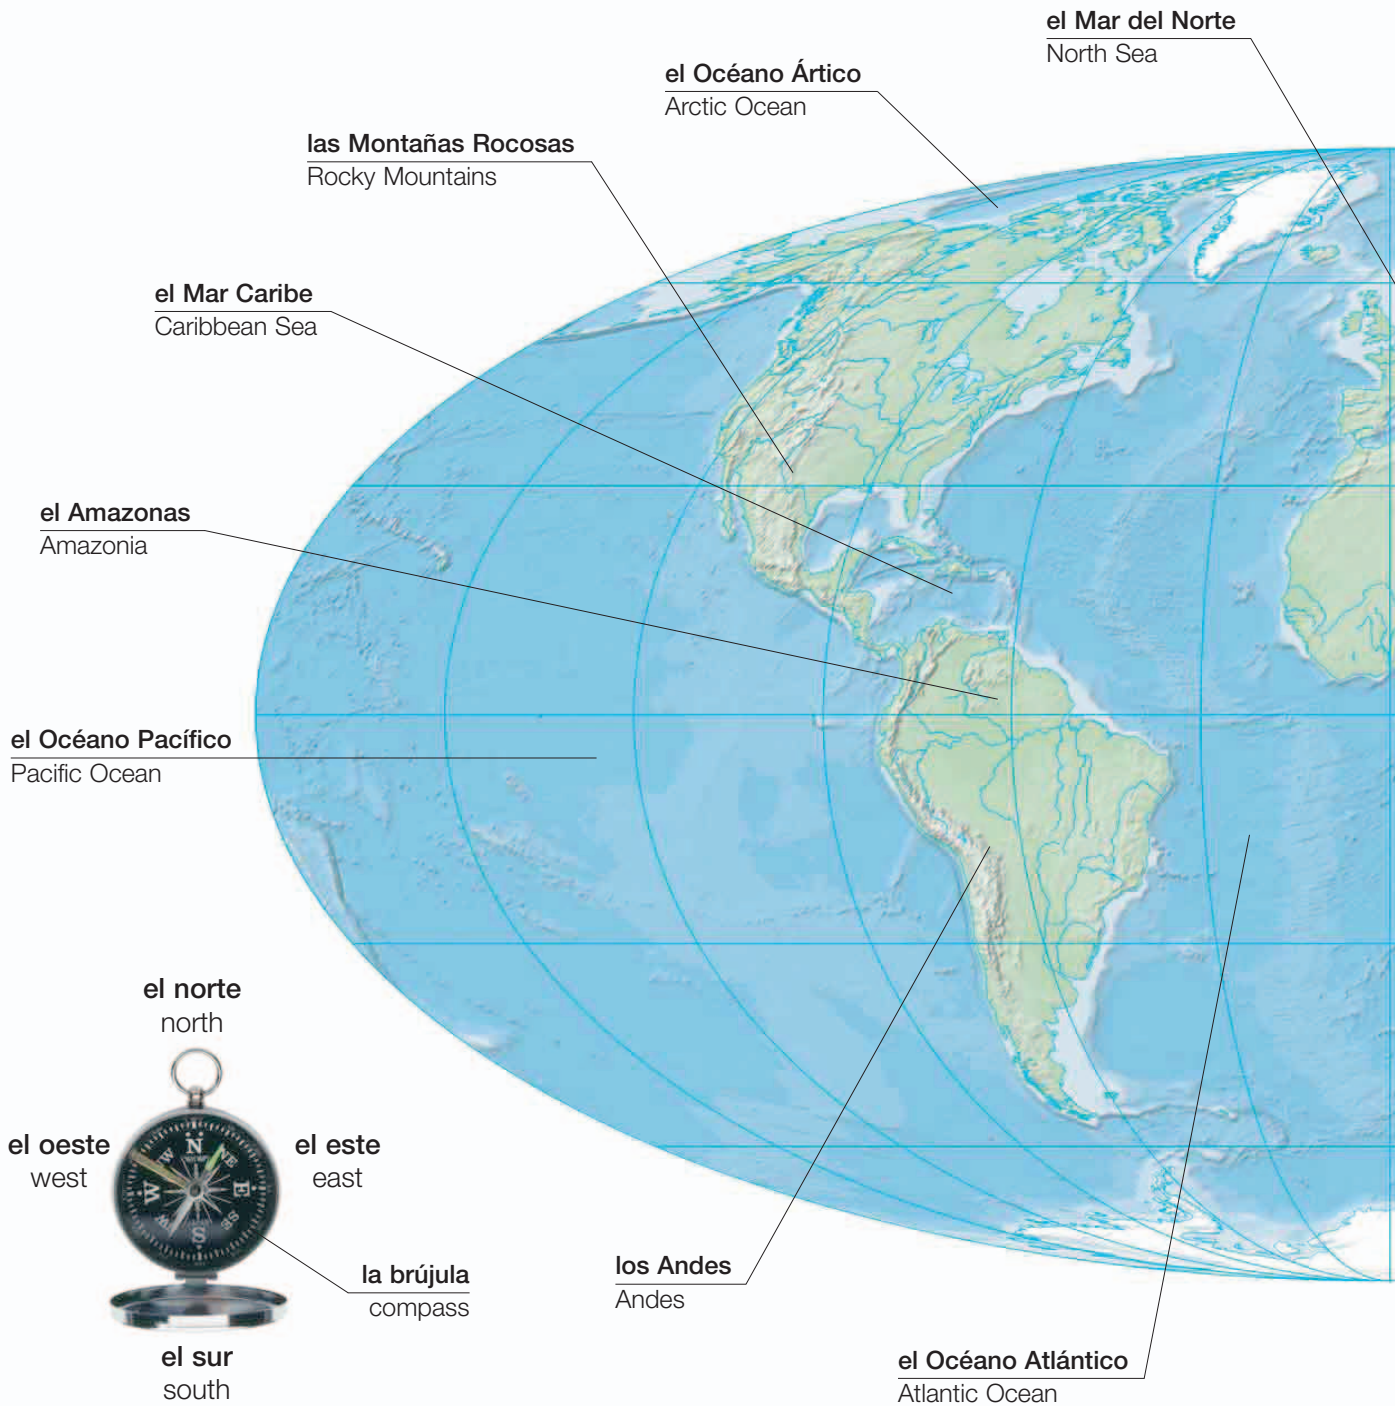 el Mar del Norte
North Sea
el Océano Ártico
Arctic Ocean
las Montañas Rocosas
Rocky Mountains
el Mar Caribe
Caribbean Sea
el Amazonas
Amazonia
el Océano Pacífico
Pacific Ocean
el norte
north
el oeste
west
el este
east
N
NE
E
SE
S
W
W
W
la brújula
compass
el sur
south
los Andes
Andes
el Océano Atlántico
Atlantic Ocean